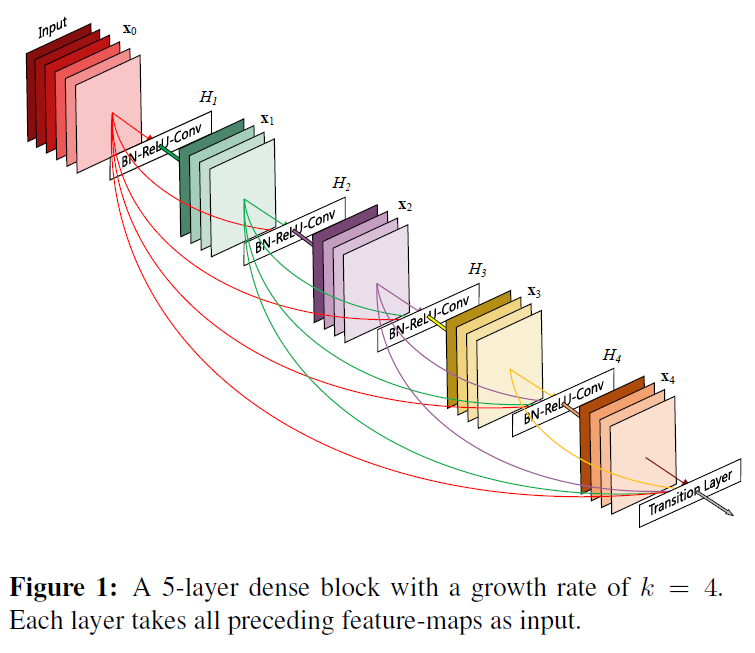 Input
x₀
H₁
BN-ReLU-Conv
x₁
H₂
BN-ReLU-Conv
x₂
H₃
BN-ReLU-Conv
x₃
H₄
BN-ReLU-Conv
x₄
Transition Layer
Figure 1: A 5-layer dense block with a growth rate of k = 4.
Each layer takes all preceding feature-maps as input.